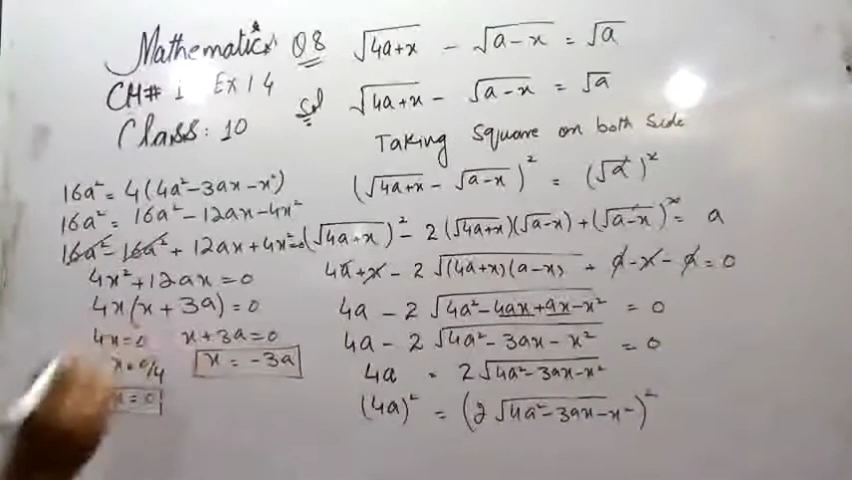 Mathematics Q8 √4a+x - √a-x = √a
CH# 1 Ex 1.4
Class: 10
Sol √4a+x - √a-x = √a
Taking Square on both Side
(√4a+x - √a-x)² = (√a)²
(√4a+x)² - 2(√4a+x)(√a-x) + (√a-x)² = a
4a+x - 2√(4a+x)(a-x) + a-x-a = 0
4a - 2√4a²-4ax+ax-x² = 0
4a - 2√4a²-3ax-x² = 0
4a = 2√4a²-3ax-x²
(4a)² = (2√4a²-3ax-x²)²
16a² = 4(4a²-3ax-x²)
16a² = 16a²-12ax-4x²
16a²-16a²+12ax+4x²=0
4x²+12ax=0
4x(x+3a)=0
4x=0 x+3a=0
x=0/4 x=-3a
x=0